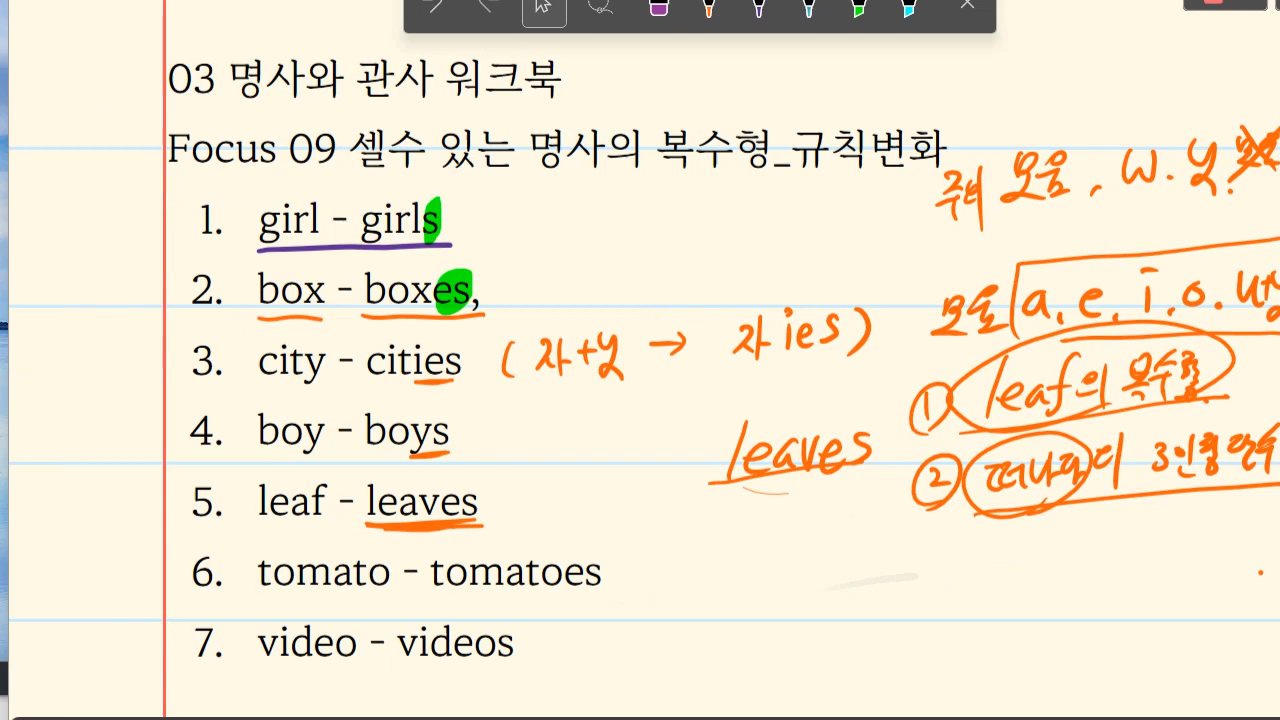 03 명사와 관사 워크북
Focus 09 셀수 있는 명사의 복수형_규칙변화
모음, w. y.
1. girl - girls
2. box - boxes,
모음 a, e, i, o, u
3. city - cities (자+y → 자ies)
① leaf의 복수형
4. boy - boys
leaves
② 떠나다의 3인칭 단수
5. leaf - leaves
6. tomato - tomatoes
7. video - videos